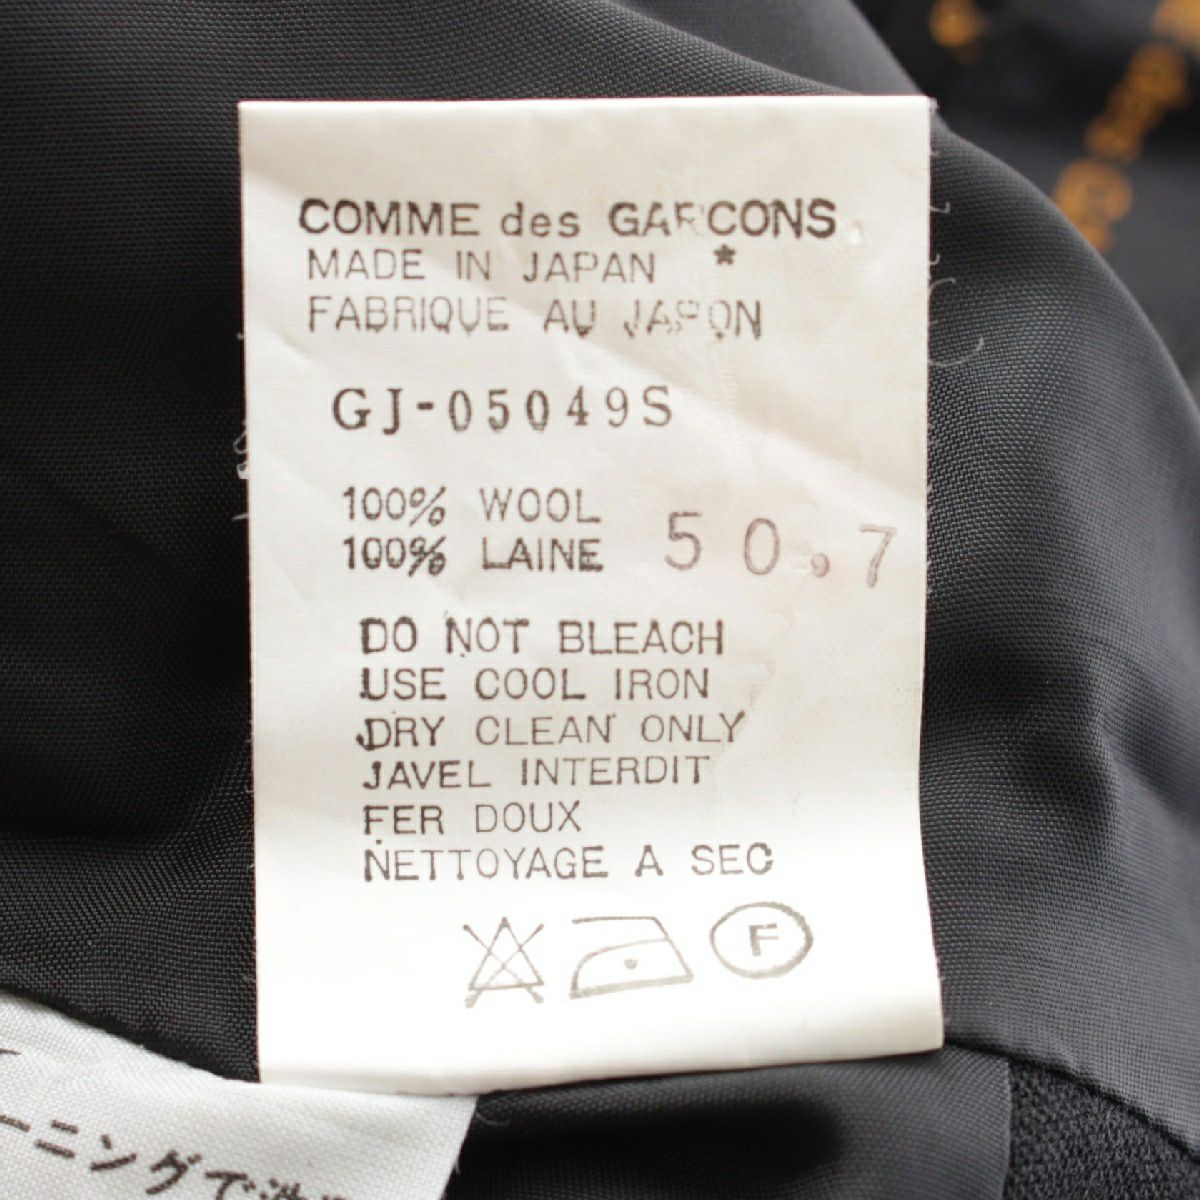 COMME des GARCONS
MADE IN JAPAN *
FABRIQUE AU JAPON
GJ-05049S
100% WOOL
100% LAINE 50.7
DO NOT BLEACH
USE COOL IRON
DRY CLEAN ONLY
JAVEL INTERDIT
FER DOUX
NETTOYAGE A SEC
F
ーニングで洗